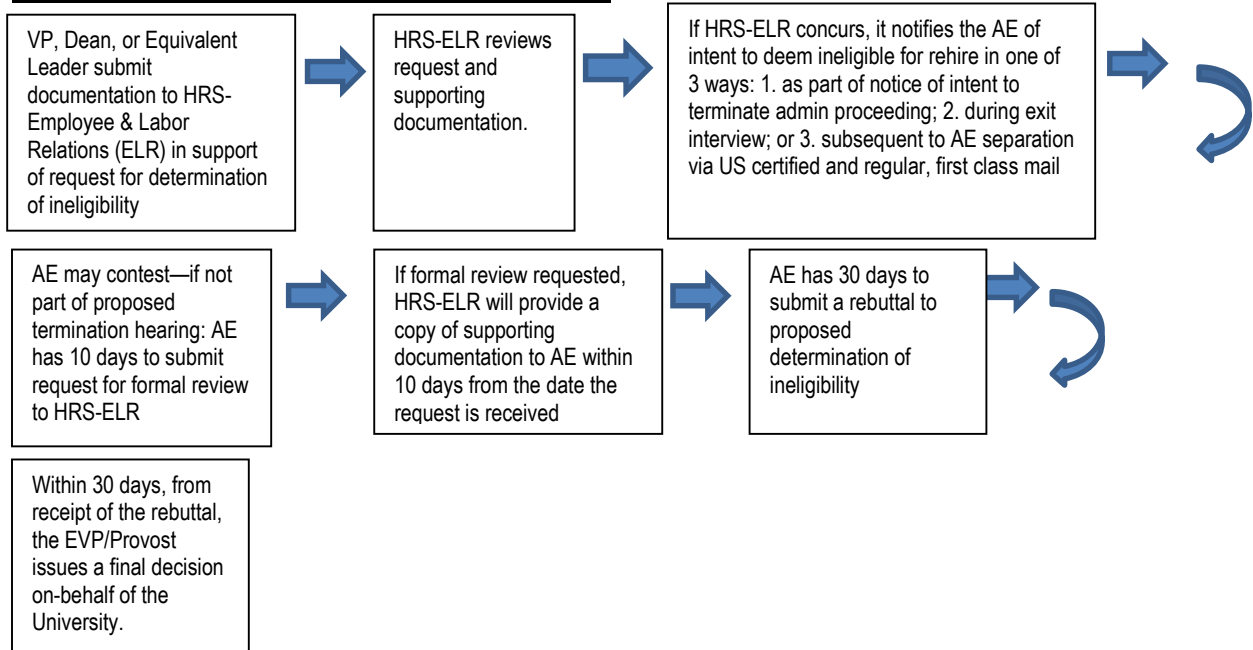 VP, Dean, or Equivalent
Leader submit
documentation to HRS-
Employee & Labor
Relations (ELR) in support
of request for determination
of ineligibility
HRS-ELR reviews
request and
supporting
documentation.
If HRS-ELR concurs, it notifies the AE of
intent to deem ineligible for rehire in one of
3 ways: 1. as part of notice of intent to
terminate admin proceeding; 2. during exit
interview; or 3. subsequent to AE separation
via US certified and regular, first class mail
AE may contest—if not
part of proposed
termination hearing: AE
has 10 days to submit
request for formal review
to HRS-ELR
If formal review requested,
HRS-ELR will provide a
copy of supporting
documentation to AE within
10 days from the date the
request is received
AE has 30 days to
submit a rebuttal to
proposed
determination of
ineligibility
Within 30 days, from
receipt of the rebuttal,
the EVP/Provost
issues a final decision
on-behalf of the
University.